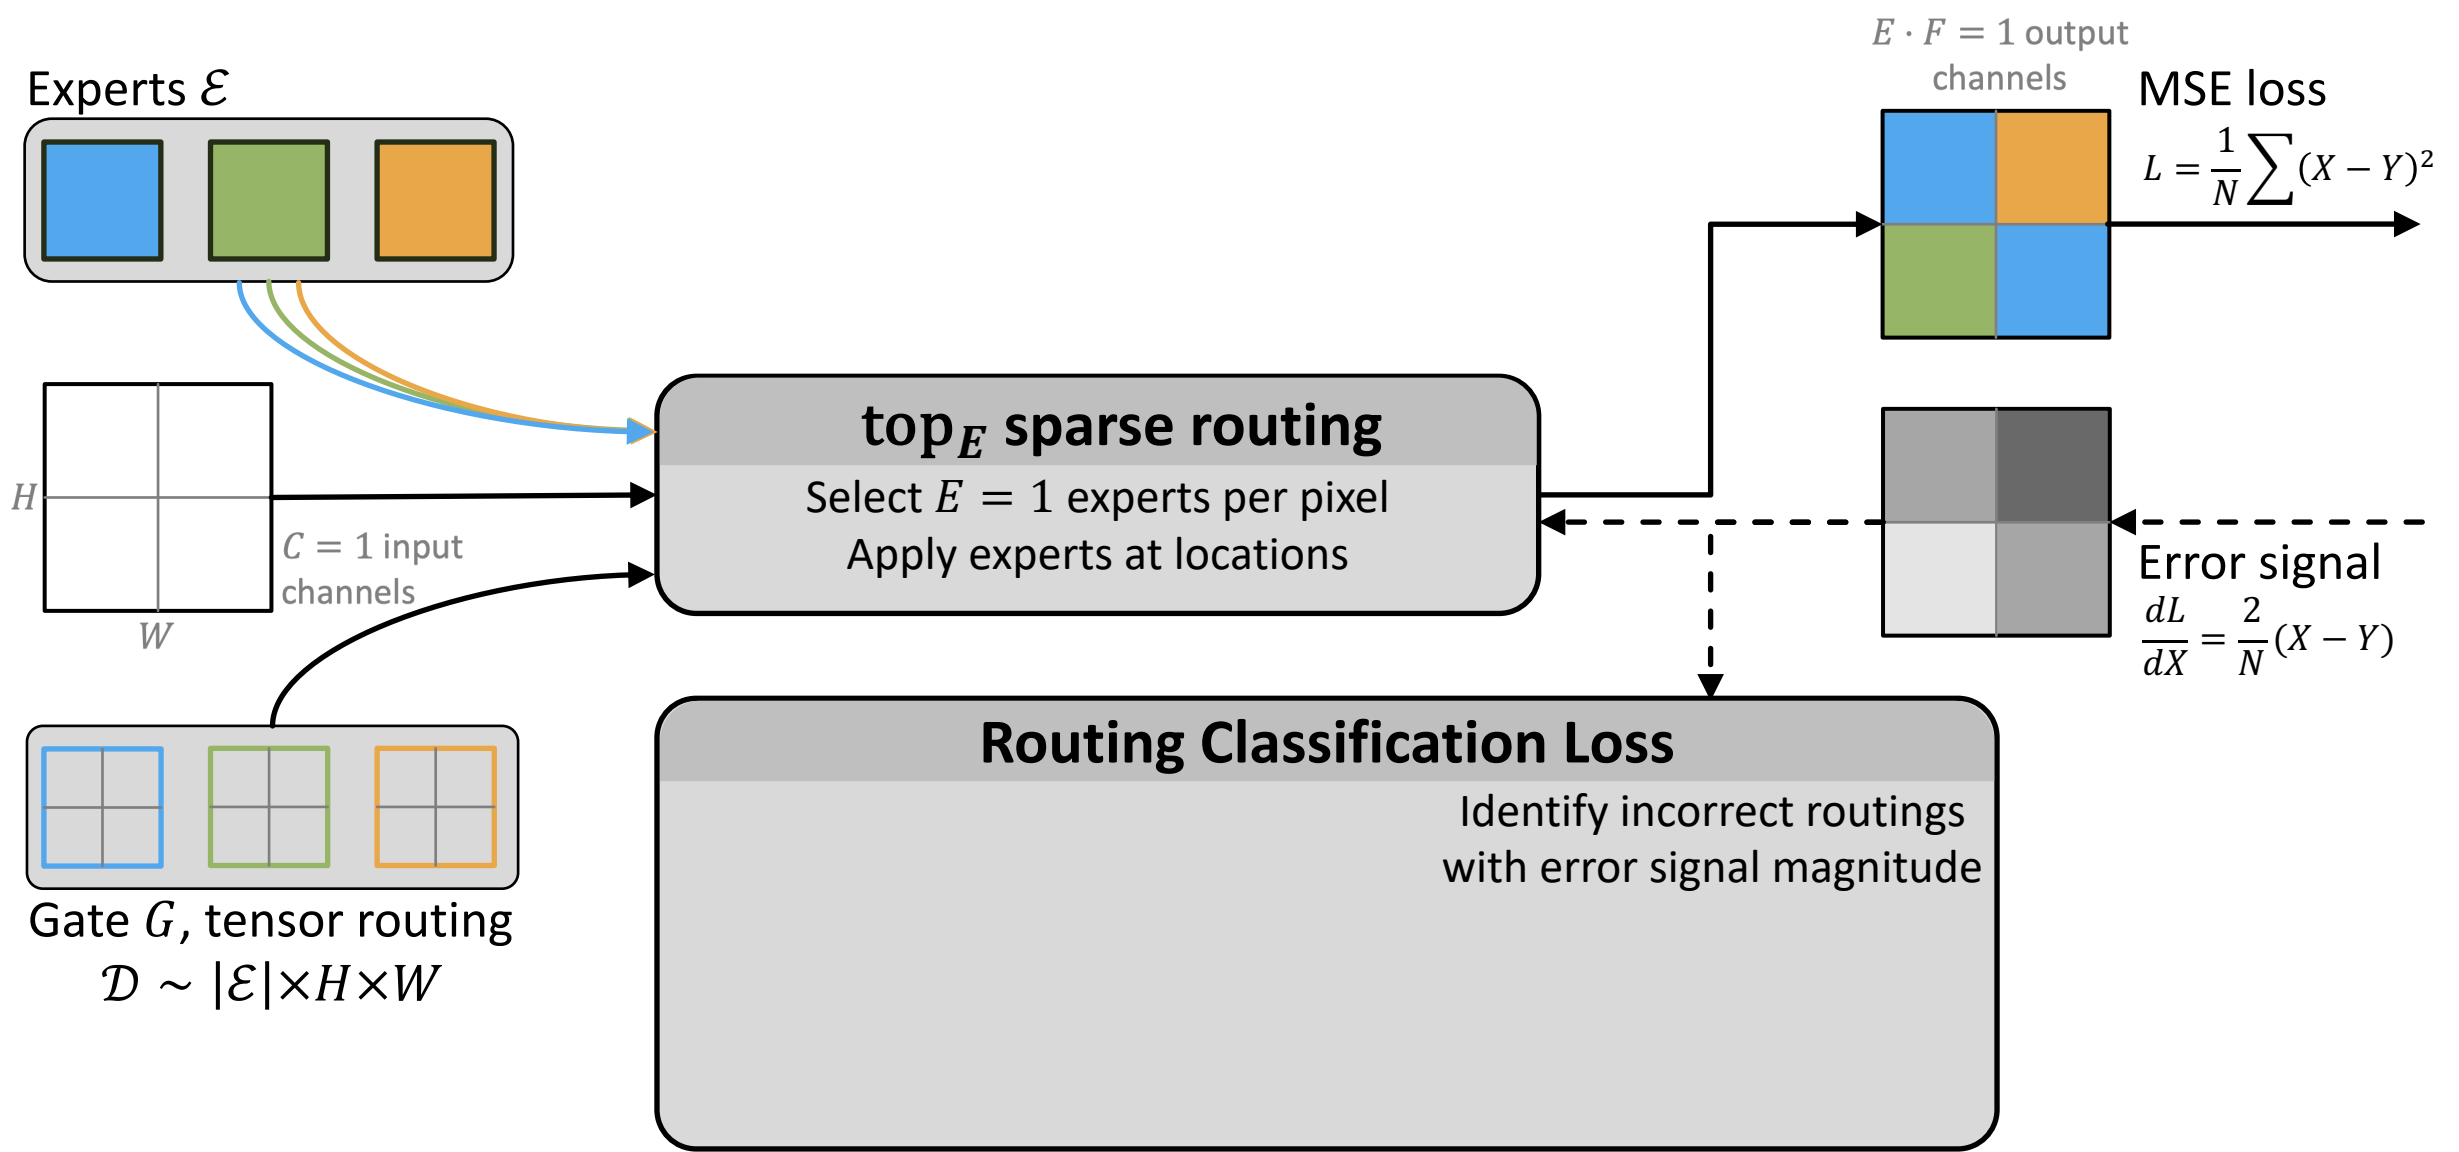 Experts ℰ
E · F = 1 output
channels
MSE loss
L = 1/N ∑(X − Y)²
top_E sparse routing
Select E = 1 experts per pixel
Apply experts at locations
H
C = 1 input
channels
W
Error signal
dL/dX = 2/N (X − Y)
Routing Classification Loss
Identify incorrect routings
with error signal magnitude
Gate G, tensor routing
𝒟 ~ |ℰ|×H×W